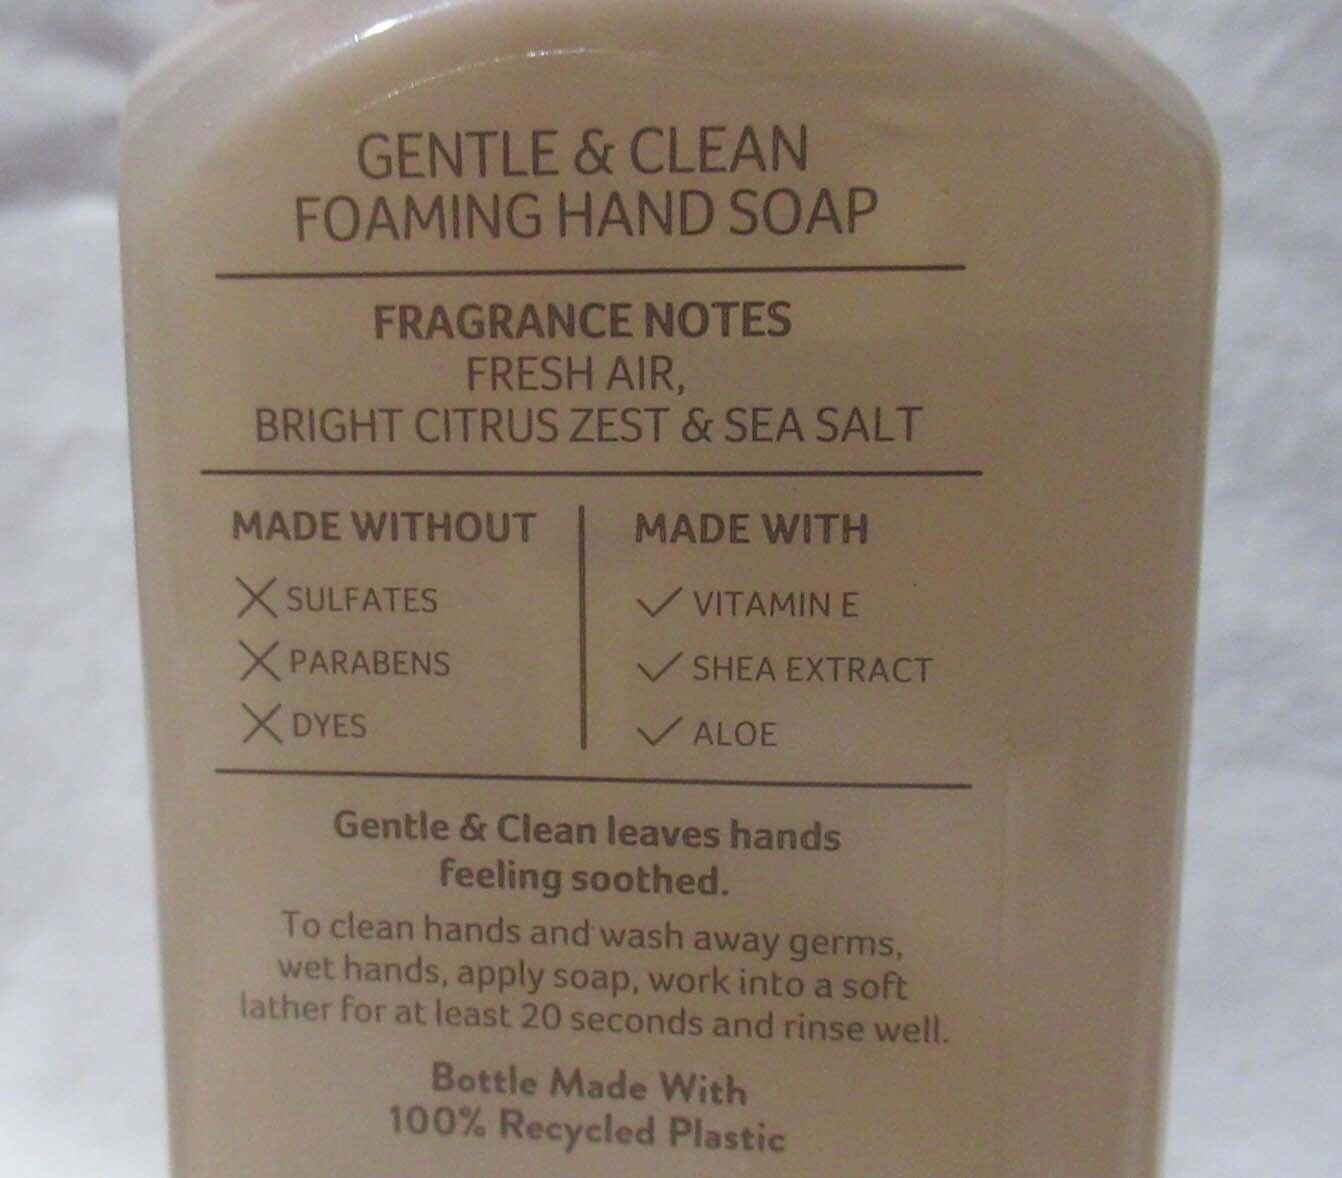 GENTLE & CLEAN
FOAMING HAND SOAP
FRAGRANCE NOTES
FRESH AIR,
BRIGHT CITRUS ZEST & SEA SALT
MADE WITHOUT
SULFATES
PARABENS
DYES
MADE WITH
VITAMIN E
SHEA EXTRACT
ALOE
Gentle & Clean leaves hands
feeling soothed.
To clean hands and wash away germs,
wet hands, apply soap, work into a soft
lather for at least 20 seconds and rinse well.
Bottle Made With
100% Recycled Plastic